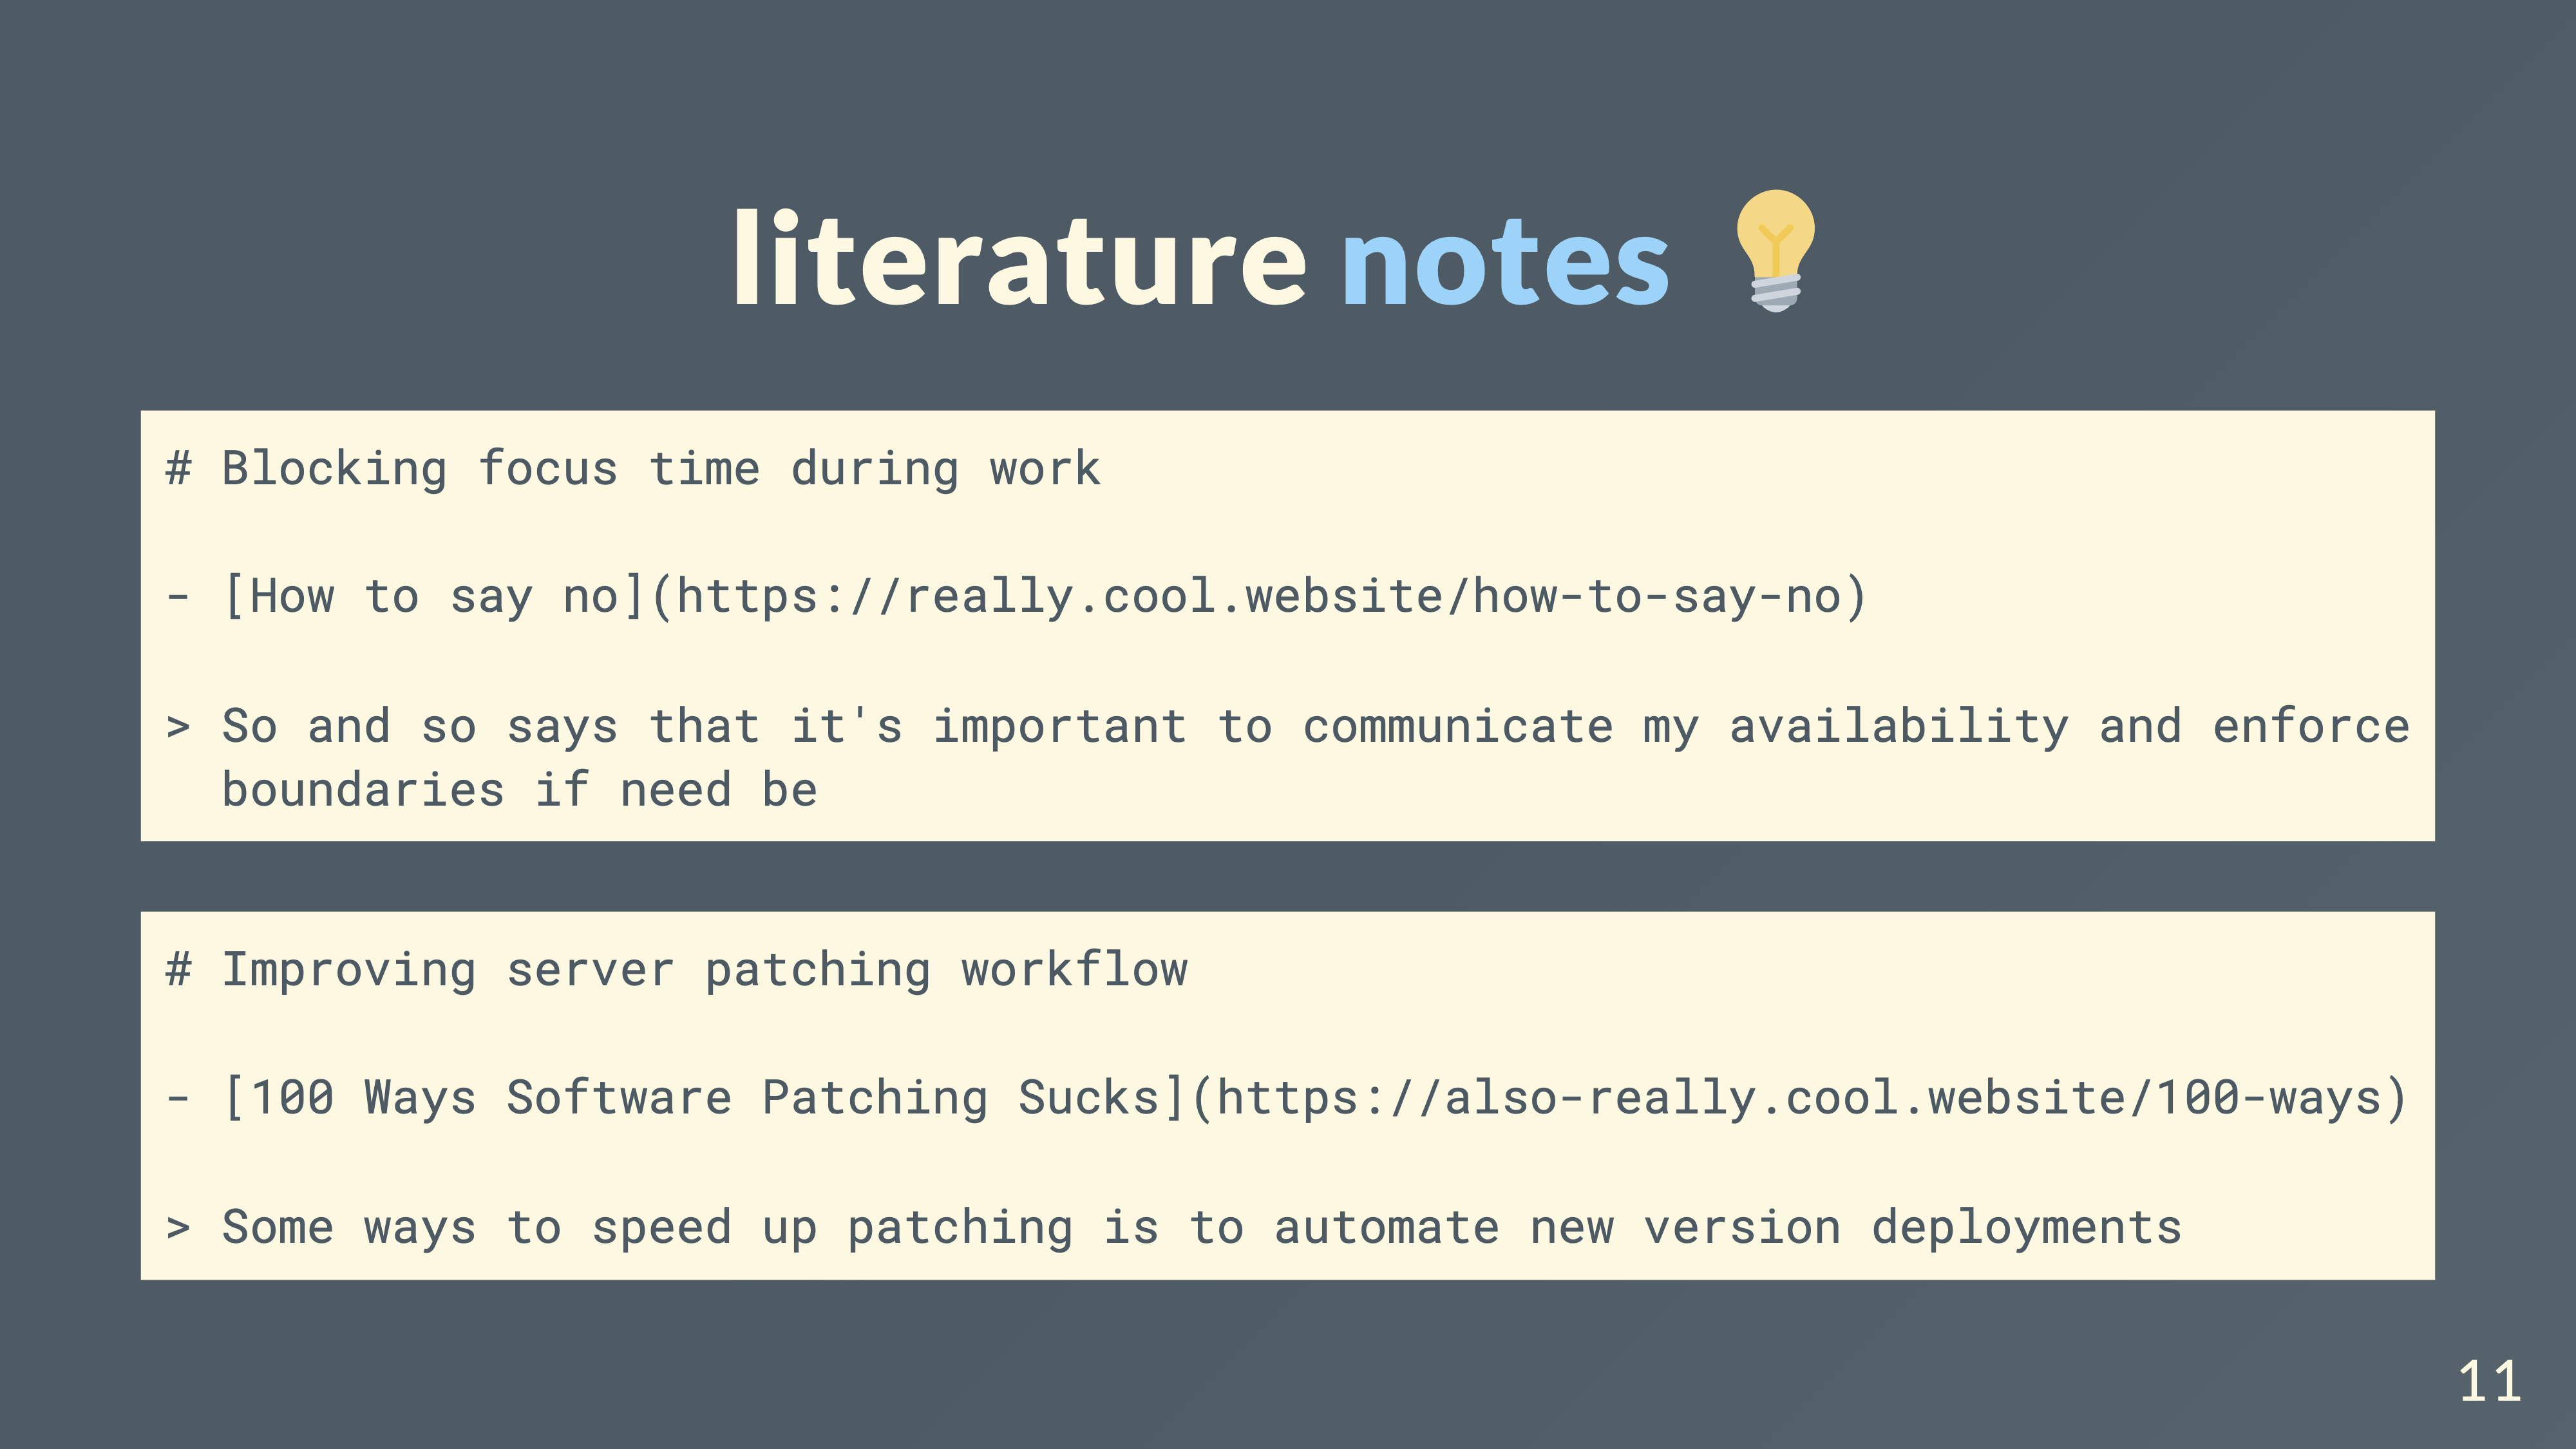 literature notes
# Blocking focus time during work
- [How to say no](https://really.cool.website/how-to-say-no)
> So and so says that it's important to communicate my availability and enforce
boundaries if need be
# Improving server patching workflow
- [100 Ways Software Patching Sucks](https://also-really.cool.website/100-ways)
> Some ways to speed up patching is to automate new version deployments
11